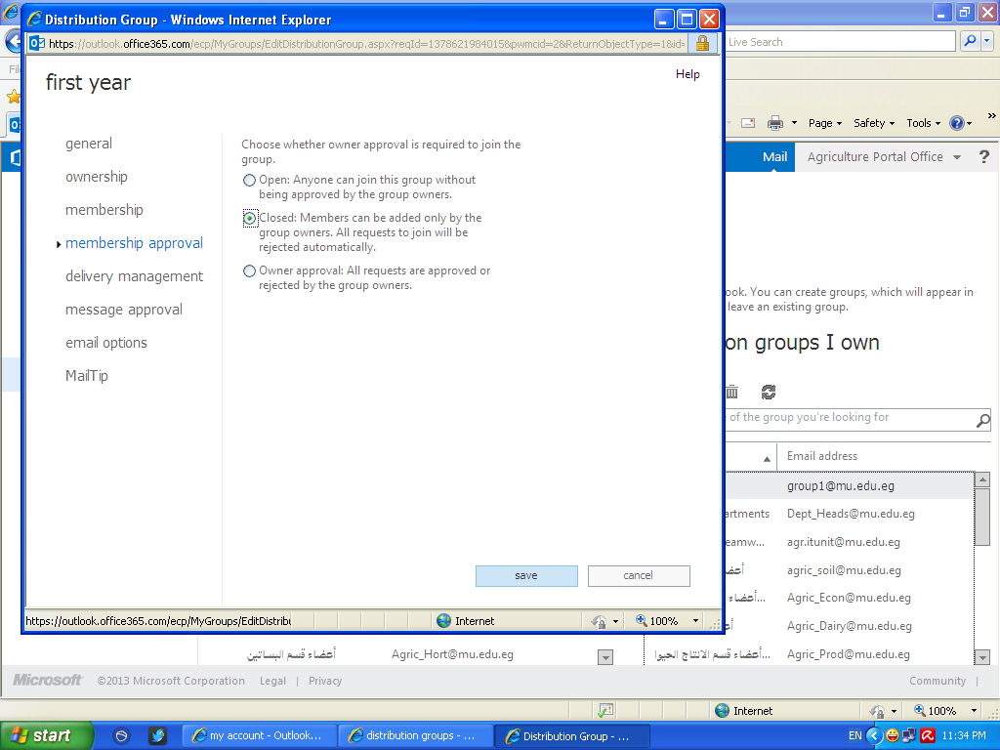 Distribution Group - Windows Internet Explorer
https://outlook.office365.com/ecp/MyGroups/EditDistributionGroup.aspx?reqId=1378621984015&pwmcid=2&ReturnObjectType=1&id=
Live Search
first year
Help
Page
Safety
Tools
»
Mail
Agriculture Portal Office
?
general
ownership
membership
membership approval
delivery management
message approval
email options
MailTip
Choose whether owner approval is required to join the
group.
Open: Anyone can join this group without
being approved by the group owners.
Closed: Members can be added only by the
group owners. All requests to join will be
rejected automatically.
Owner approval: All requests are approved or
rejected by the group owners.
save
cancel
ook. You can create groups, which will appear in
leave an existing group.
on groups I own
of the group you're looking for
Email address
group1@mu.edu.eg
artments Dept_Heads@mu.edu.eg
eamw... agr.itunit@mu.edu.eg
أعضا agric_soil@mu.edu.eg
أعضاء... Agric_Econ@mu.edu.eg
Agric_Dairy@mu.edu.eg
أعضاء قسم البساتين Agric_Hort@mu.edu.eg
أعضاء قسم الانتاج الحيوا... Agric_Prod@mu.edu.eg
https://outlook.office365.com/ecp/MyGroups/EditDistrib
Internet
100%
Microsoft ©2013 Microsoft Corporation Legal | Privacy
Community |
Internet
100%
start
my account - Outlook...
distribution groups - ...
Distribution Group - ...
EN
11:34 PM